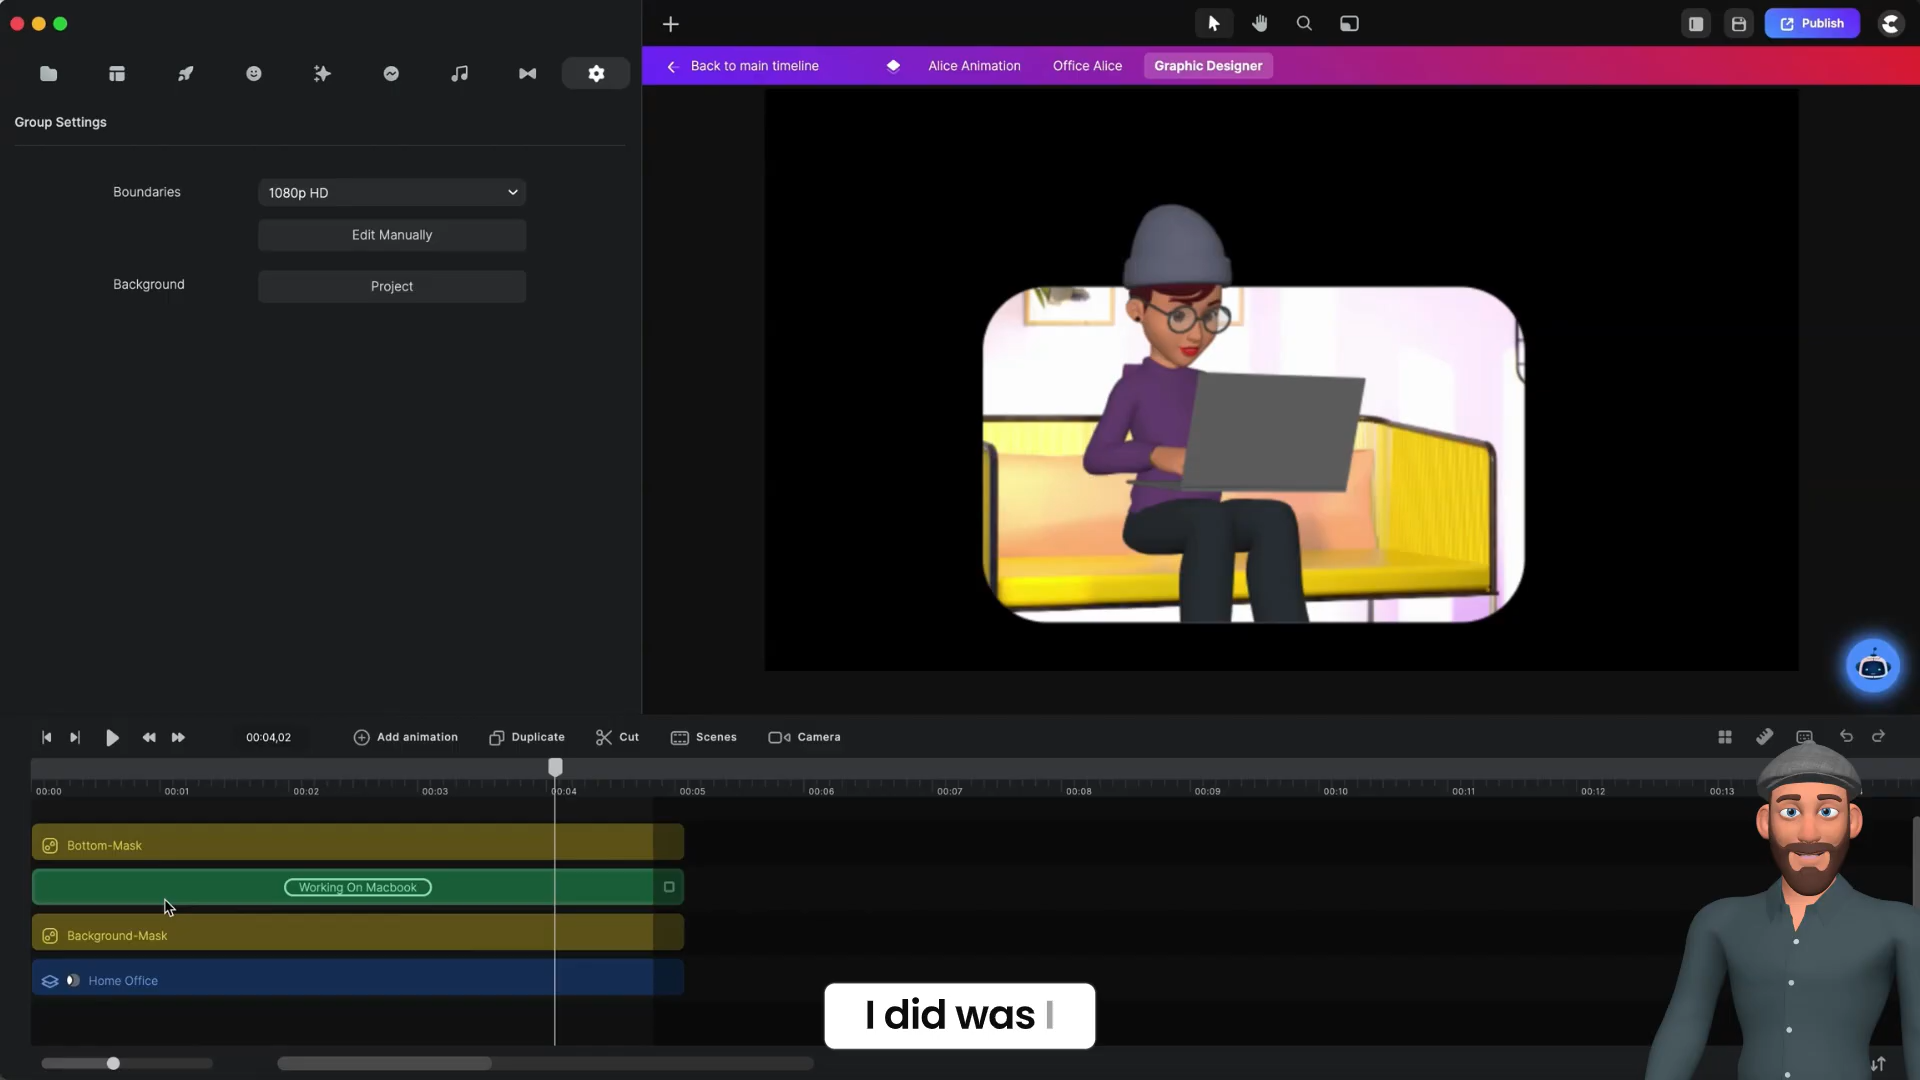 Publish
Back to main timeline
Alice Animation
Office Alice
Graphic Designer
Group Settings
Boundaries
1080p HD
Edit Manually
Background
Project
00:04,02
Add animation
Duplicate
Cut
Scenes
Camera
00:00
00:01
00:02
00:03
00:04
00:05
00:06
00:07
00:08
00:09
00:10
00:11
00:12
00:13
Bottom-Mask
Working On Macbook
Background-Mask
Home Office
I did was I